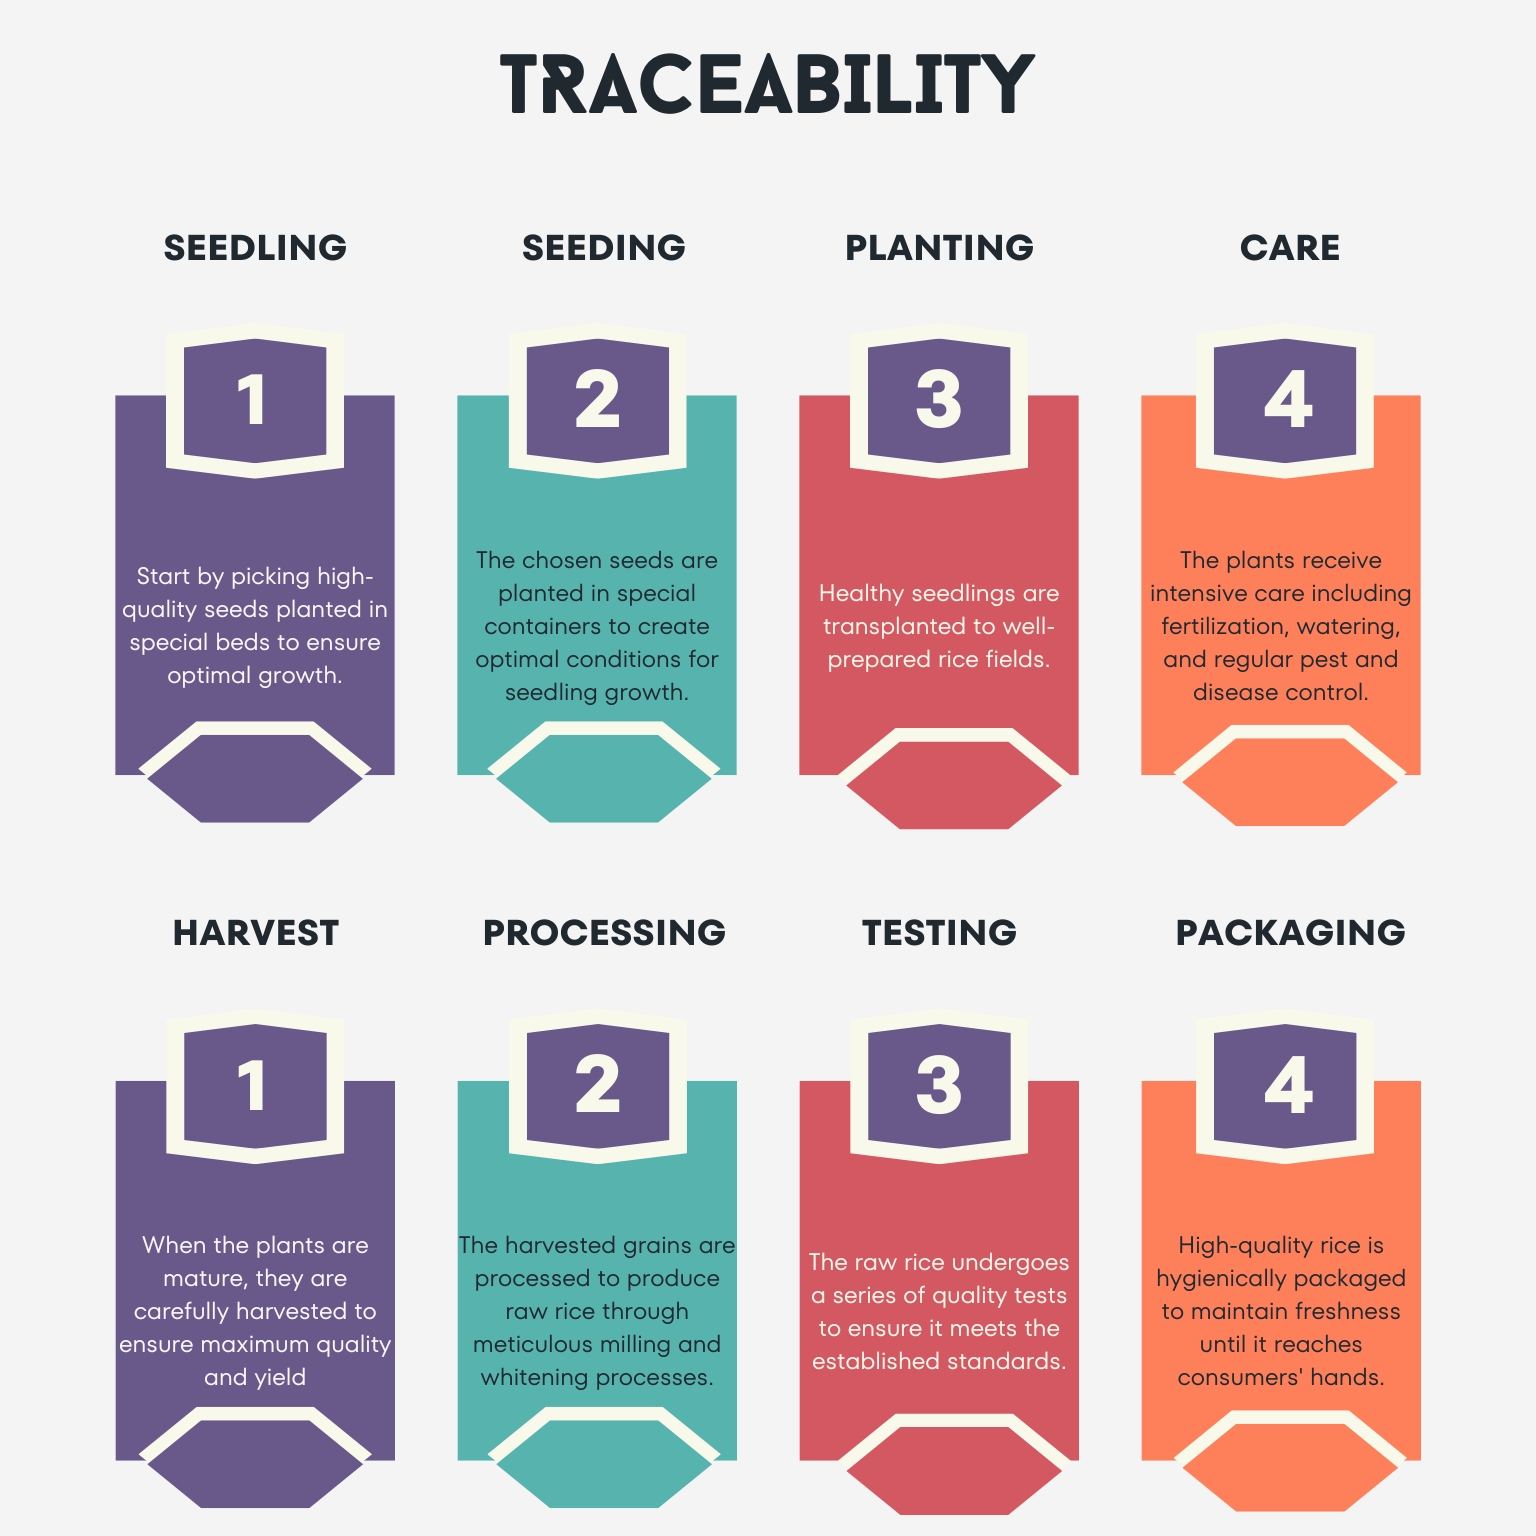 TRACEABILITY
SEEDLING
1
Start by picking high-
quality seeds planted in
special beds to ensure
optimal growth.
SEEDING
2
The chosen seeds are
planted in special
containers to create
optimal conditions for
seedling growth.
PLANTING
3
Healthy seedlings are
transplanted to well-
prepared rice fields.
CARE
4
The plants receive
intensive care including
fertilization, watering,
and regular pest and
disease control.
HARVEST
1
When the plants are
mature, they are
carefully harvested to
ensure maximum quality
and yield
PROCESSING
2
The harvested grains are
processed to produce
raw rice through
meticulous milling and
whitening processes.
TESTING
3
The raw rice undergoes
a series of quality tests
to ensure it meets the
established standards.
PACKAGING
4
High-quality rice is
hygienically packaged
to maintain freshness
until it reaches
consumers' hands.